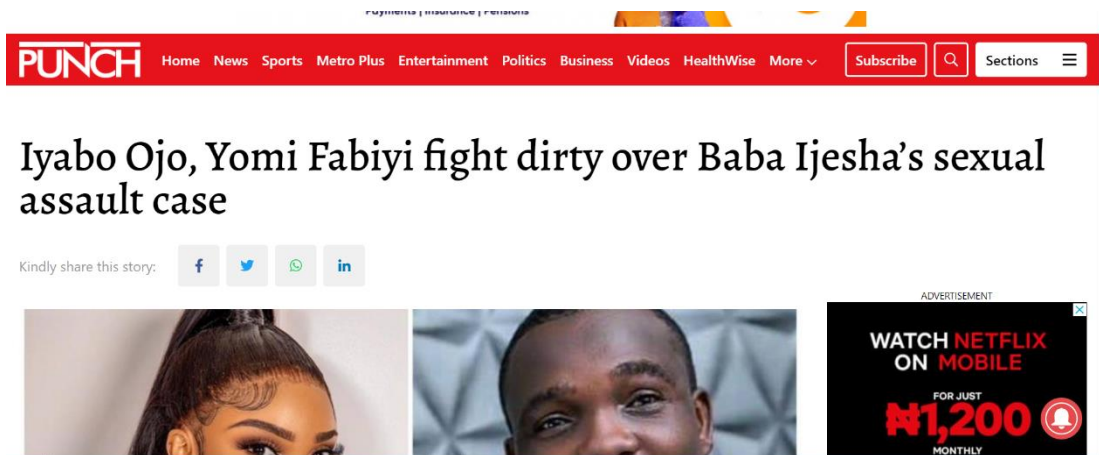 Payments | Insurance | Pensions
PUNCH
Home News Sports Metro Plus Entertainment Politics Business Videos HealthWise More
Subscribe
Sections
Iyabo Ojo, Yomi Fabiyi fight dirty over Baba Ijesha’s sexual
assault case
Kindly share this story:
ADVERTISEMENT
WATCH NETFLIX
ON MOBILE
FOR JUST
₦1,200
MONTHLY